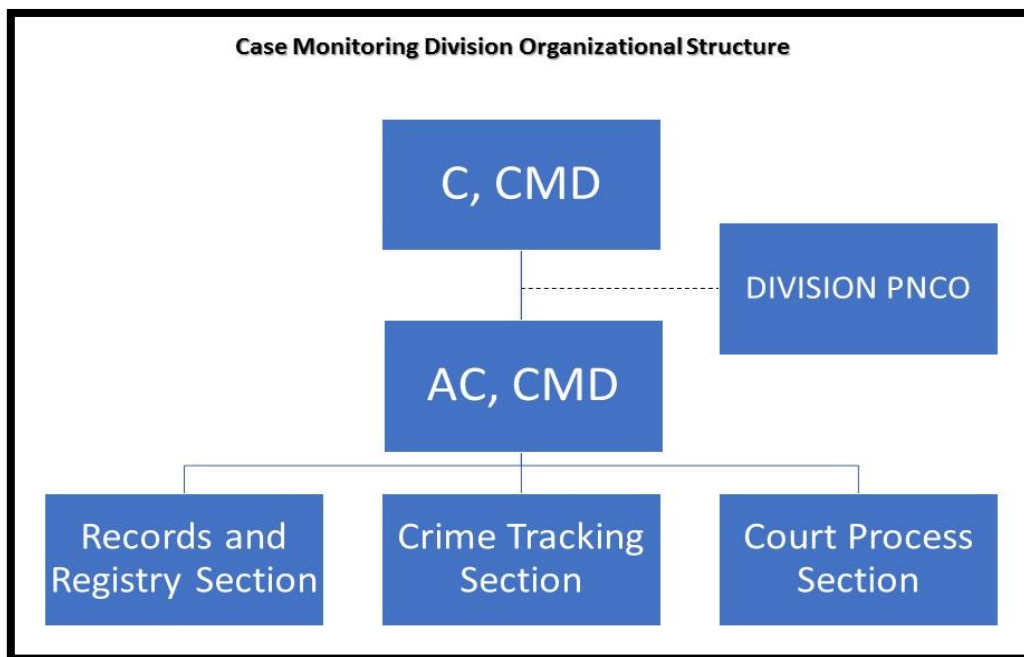 Case Monitoring Division Organizational Structure
C, CMD
DIVISION PNCO
AC, CMD
Records and
Registry Section
Crime Tracking
Section
Court Process
Section